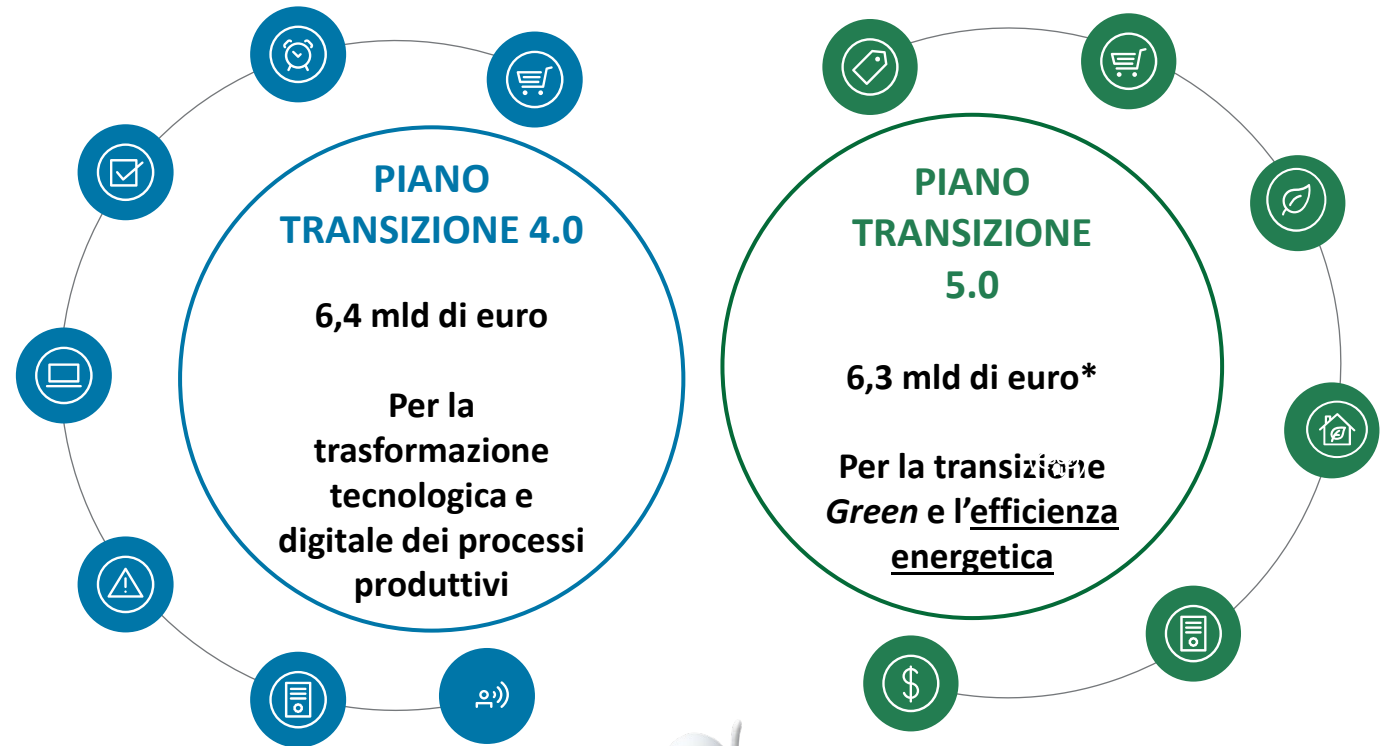 PIANO
TRANSIZIONE 4.0
6,4 mld di euro
Per la
trasformazione
tecnologica e
digitale dei processi
produttivi
PIANO
TRANSIZIONE
5.0
6,3 mld di euro*
Per la transizione
Green e l’efficienza
energetica